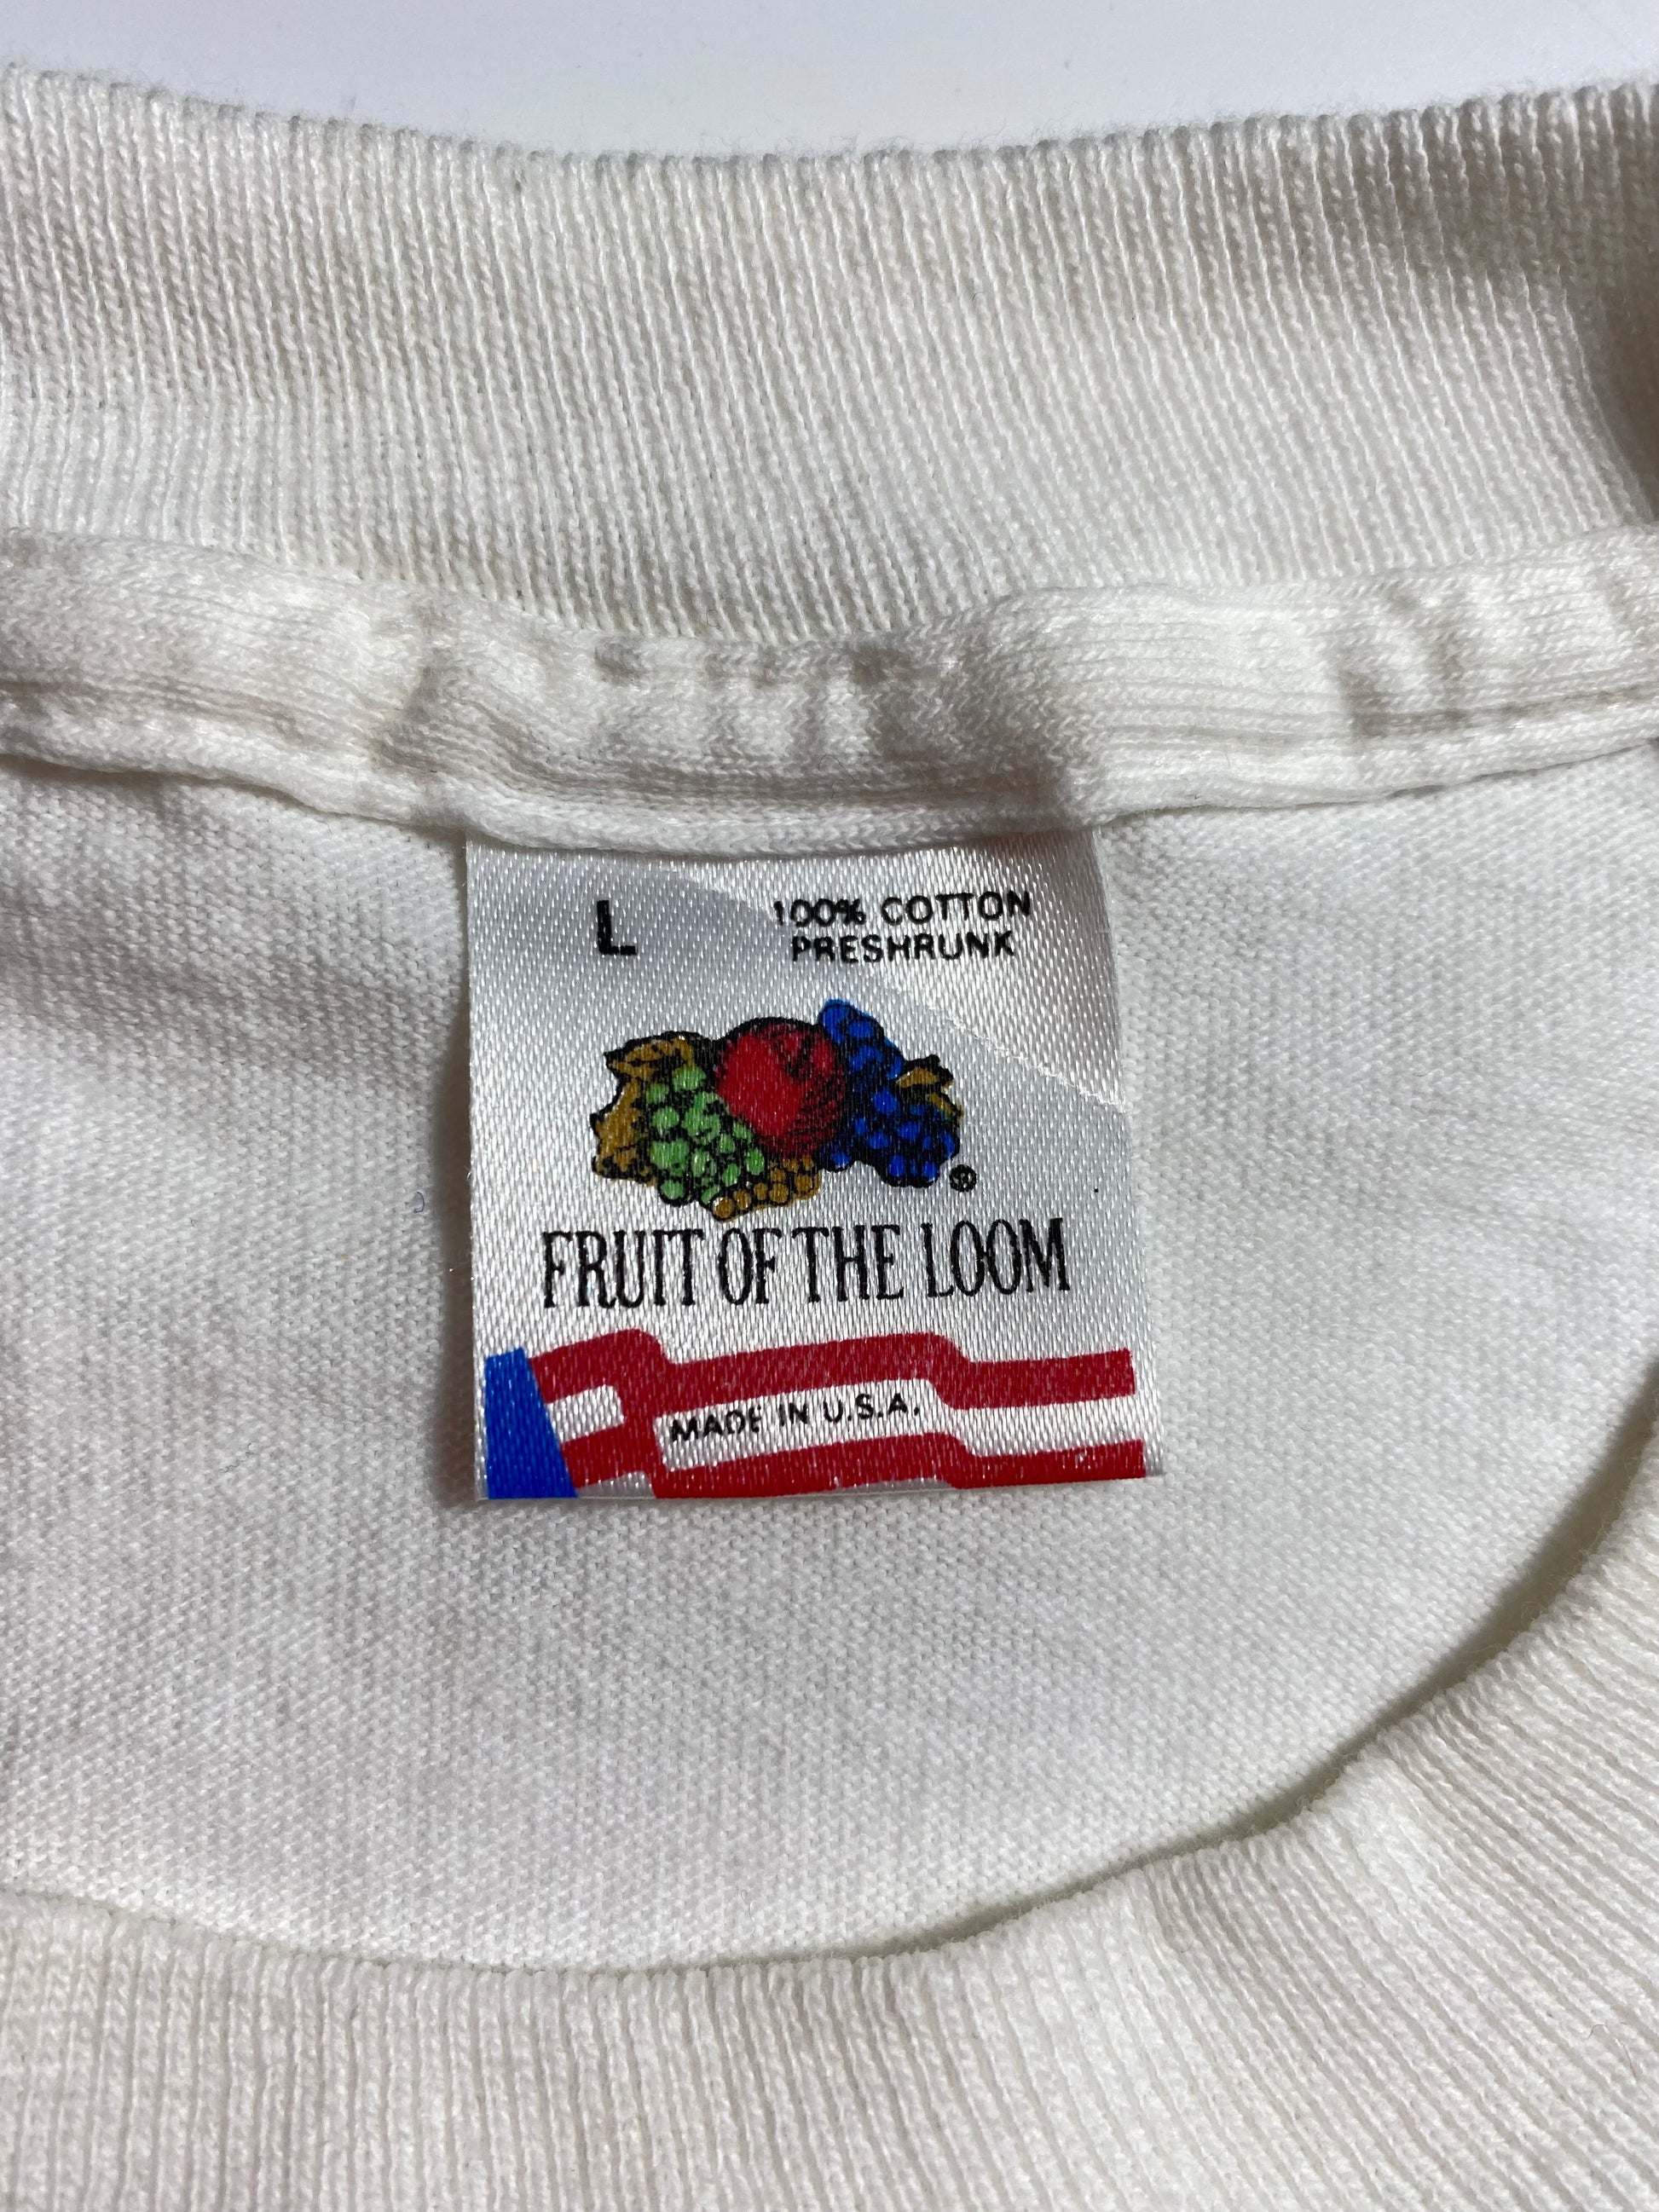 L
100% COTTON
PRESHRUNK
®
FRUIT OF THE LOOM
MADE IN U.S.A.